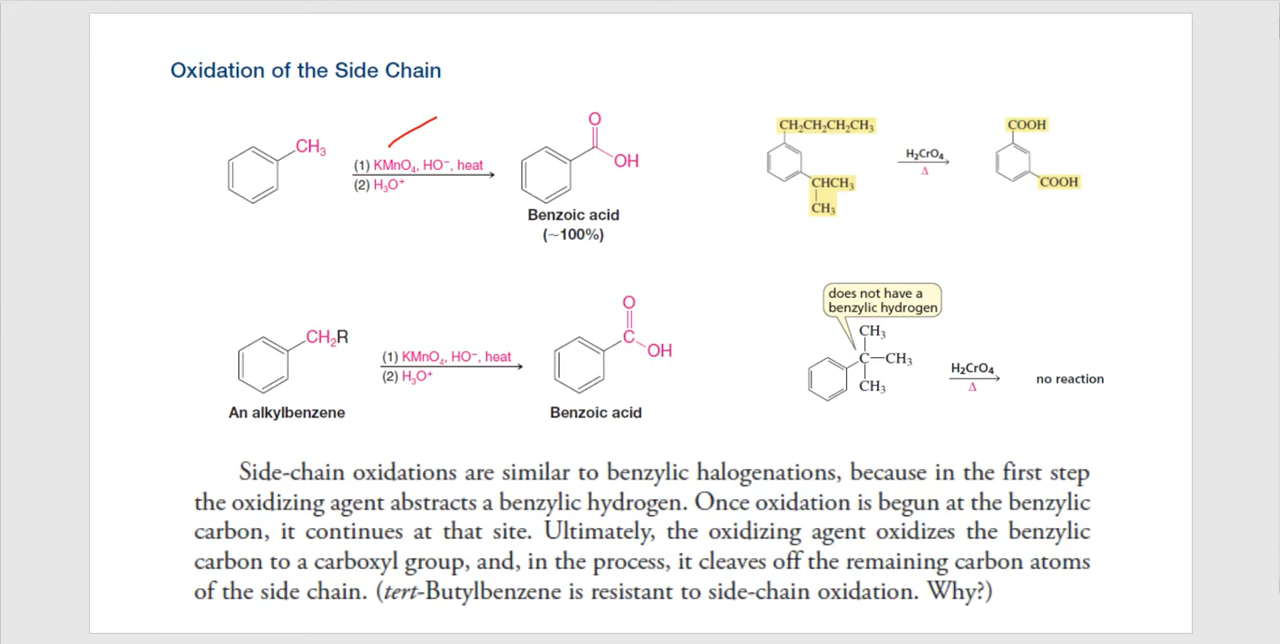 Oxidation of the Side Chain
CH₃
(1) KMnO₄, HO⁻, heat
(2) H₃O⁺
O
OH
Benzoic acid
(~100%)
CH₂CH₂CH₂CH₃
CHCH₃
CH₃
H₂CrO₄
Δ
COOH
COOH
CH₂R
An alkylbenzene
(1) KMnO₄, HO⁻, heat
(2) H₃O⁺
O
C
OH
Benzoic acid
does not have a
benzylic hydrogen
CH₃
C—CH₃
CH₃
H₂CrO₄
Δ
no reaction
Side-chain oxidations are similar to benzylic halogenations, because in the first step
the oxidizing agent abstracts a benzylic hydrogen. Once oxidation is begun at the benzylic
carbon, it continues at that site. Ultimately, the oxidizing agent oxidizes the benzylic
carbon to a carboxyl group, and, in the process, it cleaves off the remaining carbon atoms
of the side chain. (tert-Butylbenzene is resistant to side-chain oxidation. Why?)